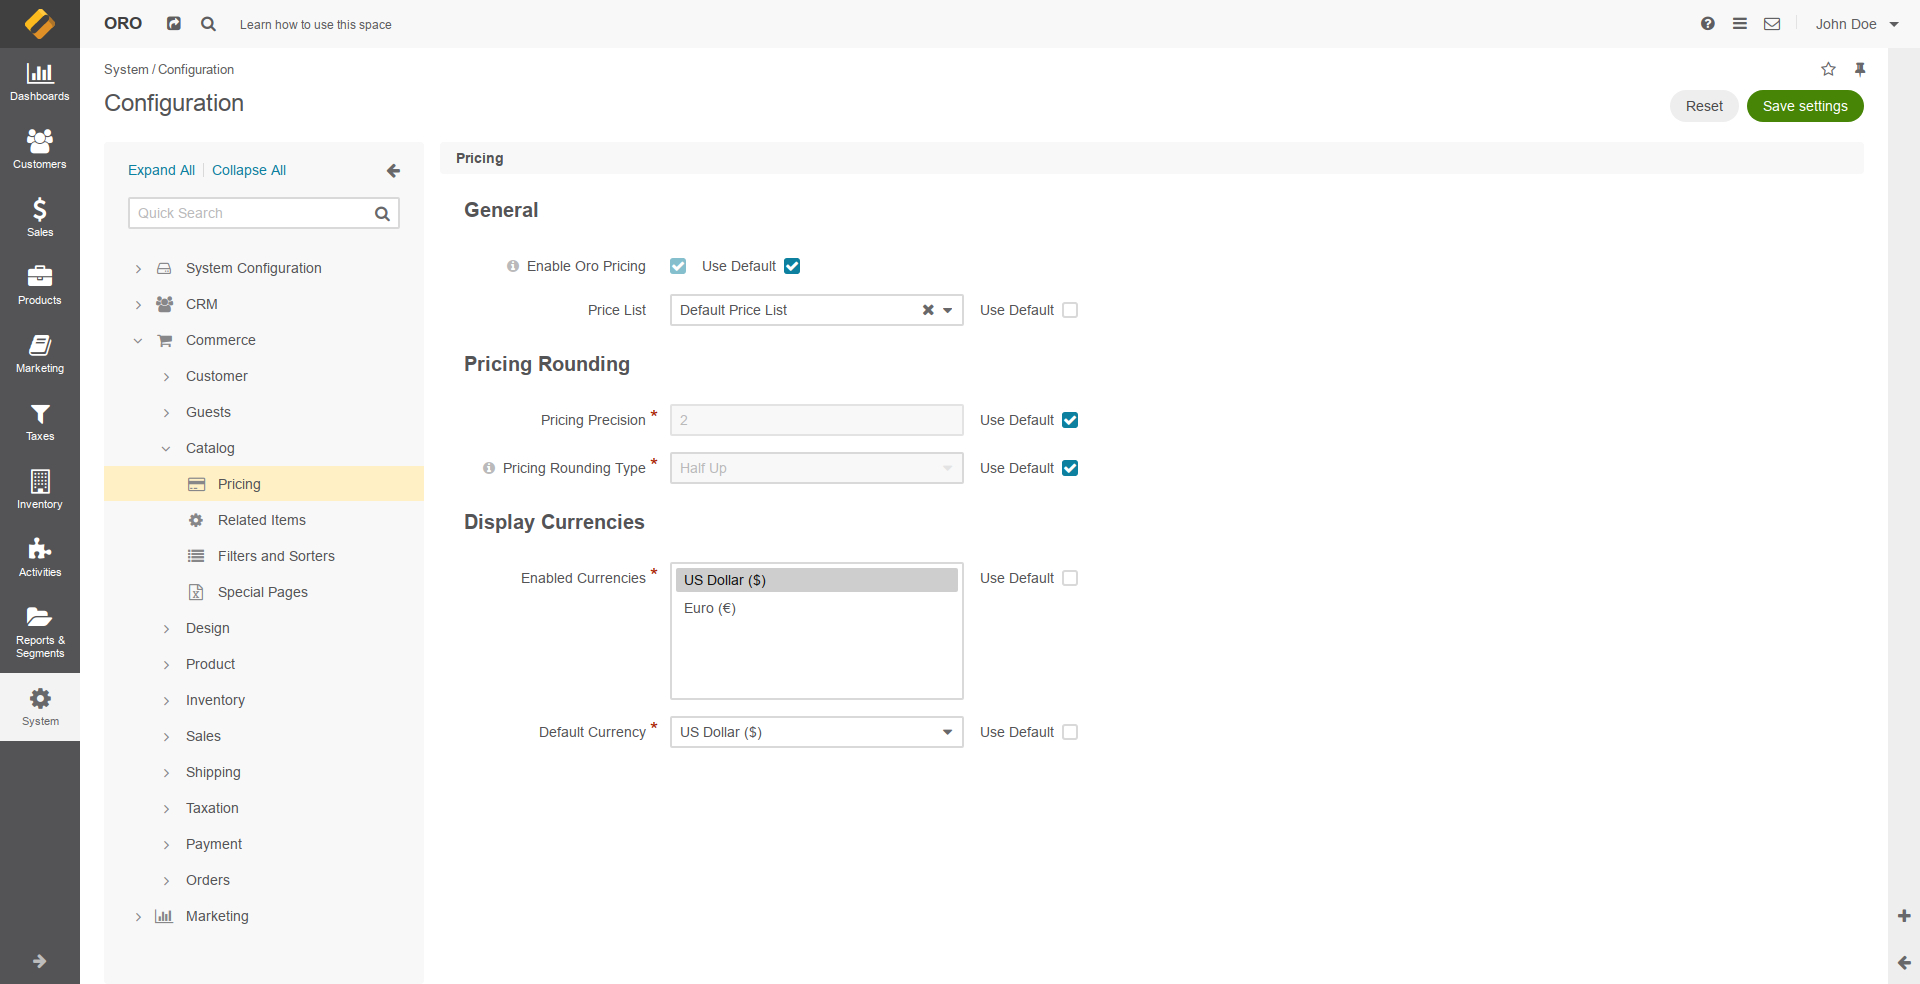 ORO
Learn how to use this space
John Doe
Dashboards
Customers
Sales
Products
Marketing
Taxes
Inventory
Activities
Reports &
Segments
System
System / Configuration
Configuration
Reset
Save settings
Expand All
Collapse All
Quick Search
System Configuration
CRM
Commerce
Customer
Guests
Catalog
Pricing
Related Items
Filters and Sorters
Special Pages
Design
Product
Inventory
Sales
Shipping
Taxation
Payment
Orders
Marketing
Pricing
General
Enable Oro Pricing
Use Default
Price List
Default Price List
Use Default
Pricing Rounding
Pricing Precision *
2
Use Default
Pricing Rounding Type *
Half Up
Use Default
Display Currencies
Enabled Currencies *
US Dollar ($)
Euro (€)
Use Default
Default Currency *
US Dollar ($)
Use Default